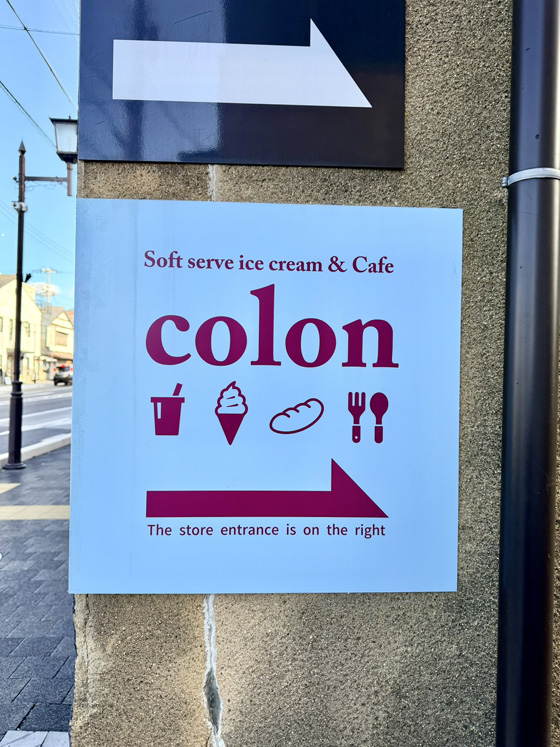 Soft serve ice cream & Cafe
colon
The store entrance is on the right